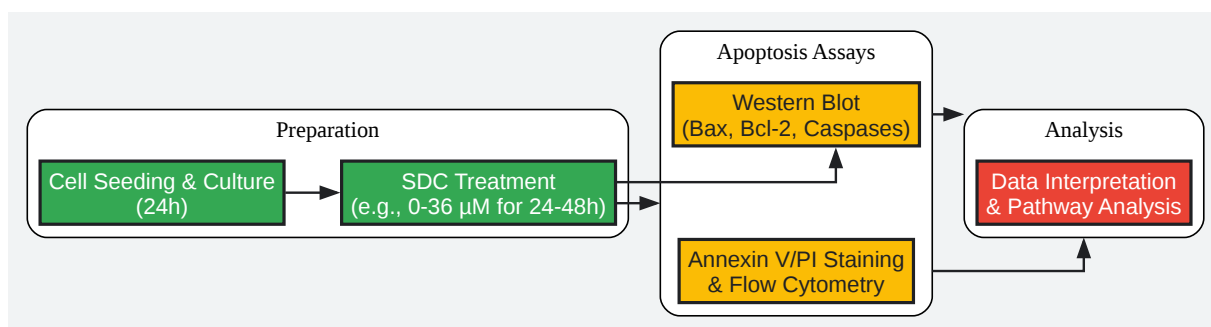 Preparation
Cell Seeding & Culture
(24h)
SDC Treatment
(e.g., 0-36 µM for 24-48h)
Apoptosis Assays
Western Blot
(Bax, Bcl-2, Caspases)
Annexin V/PI Staining
& Flow Cytometry
Analysis
Data Interpretation
& Pathway Analysis